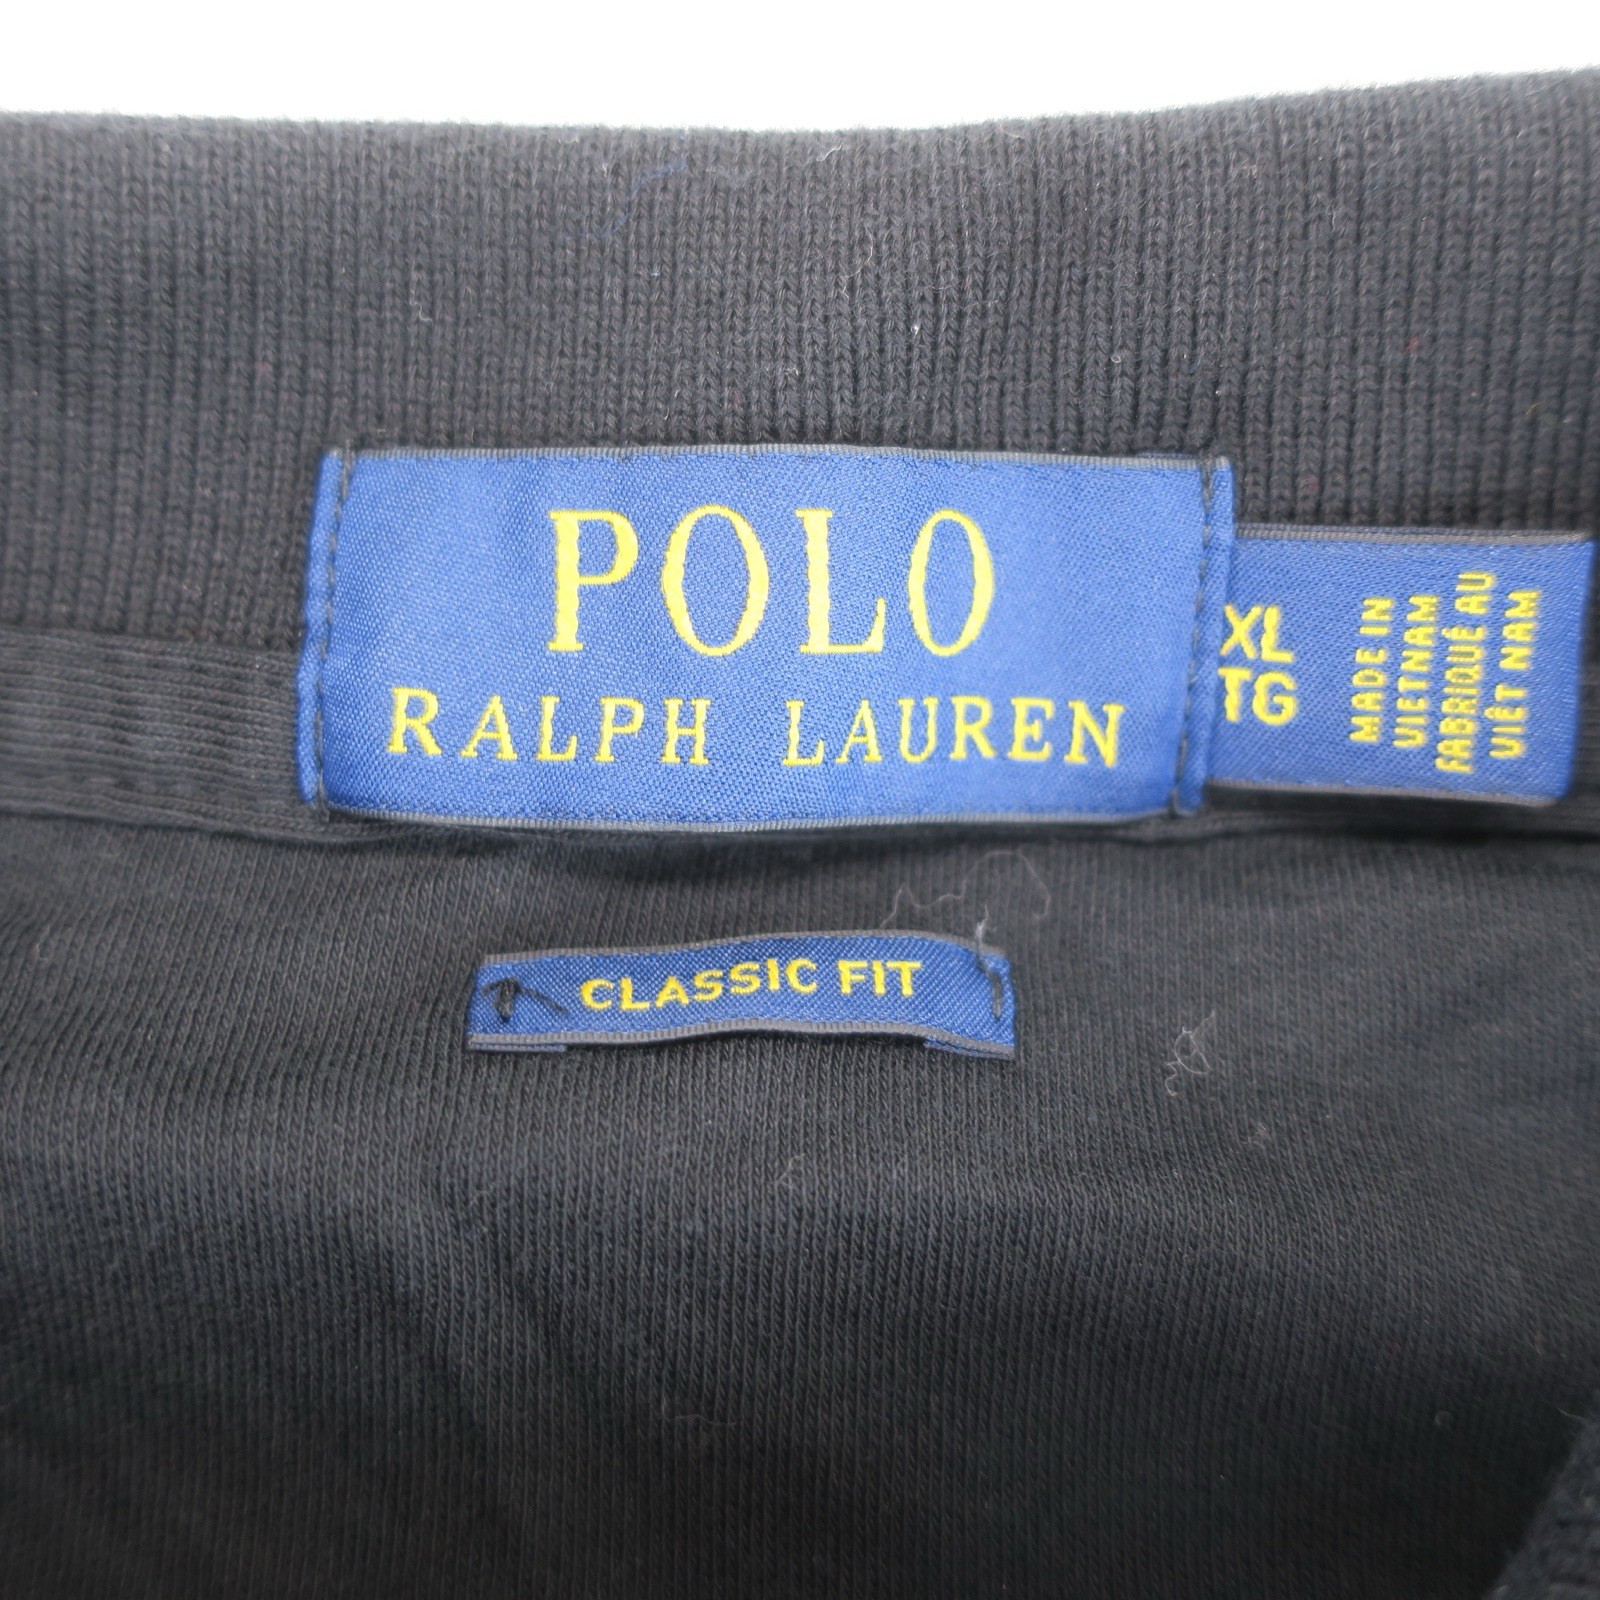 POLO
RALPH LAUREN
XL
TG
MADE IN
VIETNAM
FABRIQUÉ AU
VIÊT NAM
CLASSIC FIT